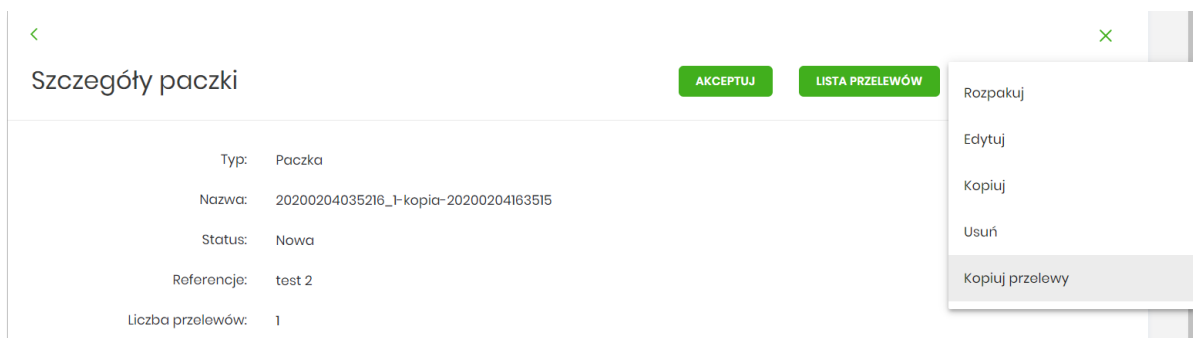 Szczegóły paczki
AKCEPTUJ
LISTA PRZELEWÓW
Rozpakuj
Edytuj
Kopiuj
Usuń
Kopiuj przelewy
Typ: Paczka
Nazwa: 20200204035216_1-kopia-20200204163515
Status: Nowa
Referencje: test 2
Liczba przelewów: 1